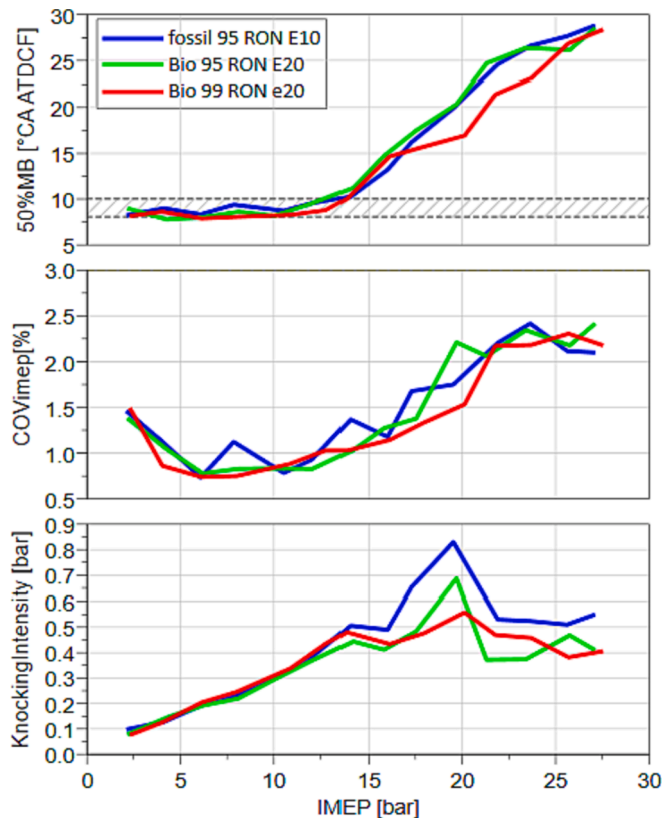 30
25
20
15
10
5
50%MB [°CA ATDCF]
fossil 95 RON E10
Bio 95 RON E20
Bio 99 RON e20
3.0
2.5
2.0
1.5
1.0
0.5
COVimep[%]
0.9
0.8
0.7
0.6
0.5
0.4
0.3
0.2
0.1
0.0
KnockingIntensity [bar]
0 5 10 15 20 25 30
IMEP [bar]